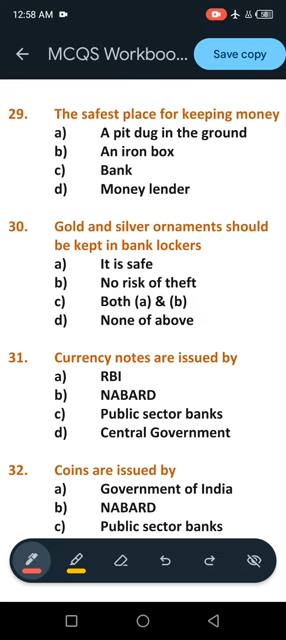 12:58 AM
58
MCQS Workboo...
Save copy
29. The safest place for keeping money
a) A pit dug in the ground
b) An iron box
c) Bank
d) Money lender
30. Gold and silver ornaments should
be kept in bank lockers
a) It is safe
b) No risk of theft
c) Both (a) & (b)
d) None of above
31. Currency notes are issued by
a) RBI
b) NABARD
c) Public sector banks
d) Central Government
32. Coins are issued by
a) Government of India
b) NABARD
c) Public sector banks